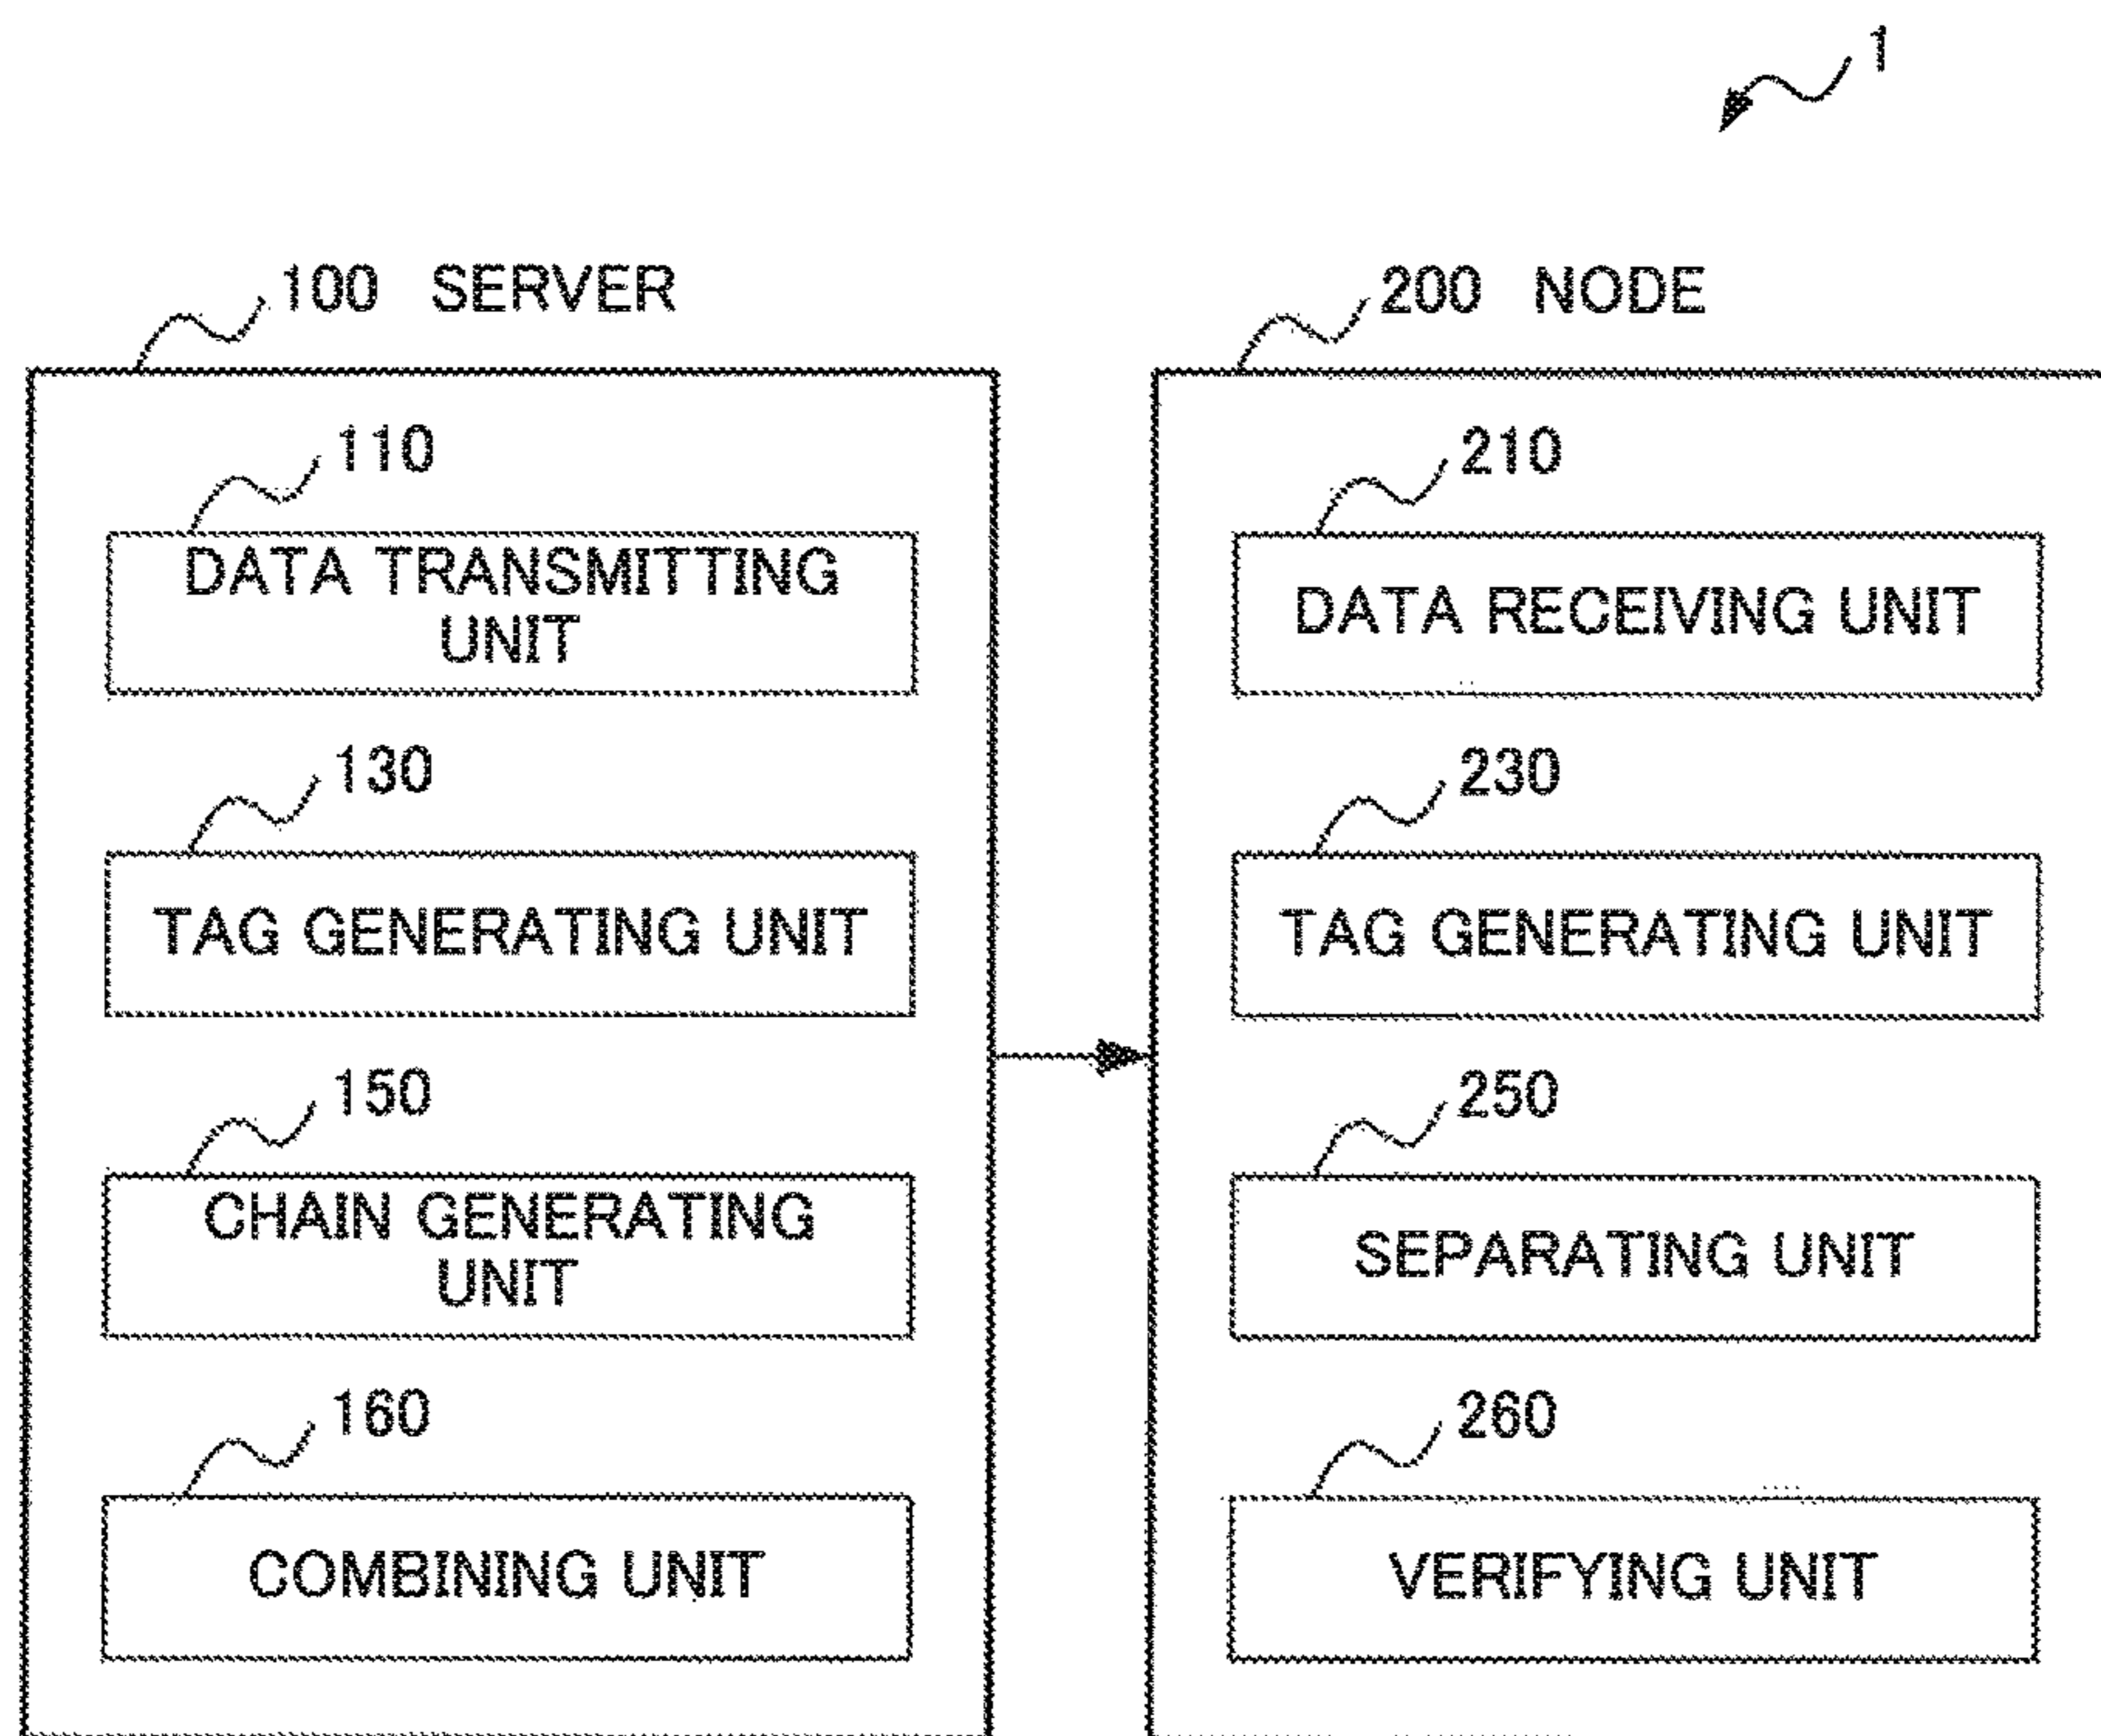 1
100 SERVER
110
DATA TRANSMITTING
UNIT
130
TAG GENERATING UNIT
150
CHAIN GENERATING
UNIT
160
COMBINING UNIT
200 NODE
210
DATA RECEIVING UNIT
230
TAG GENERATING UNIT
250
SEPARATING UNIT
260
VERIFYING UNIT